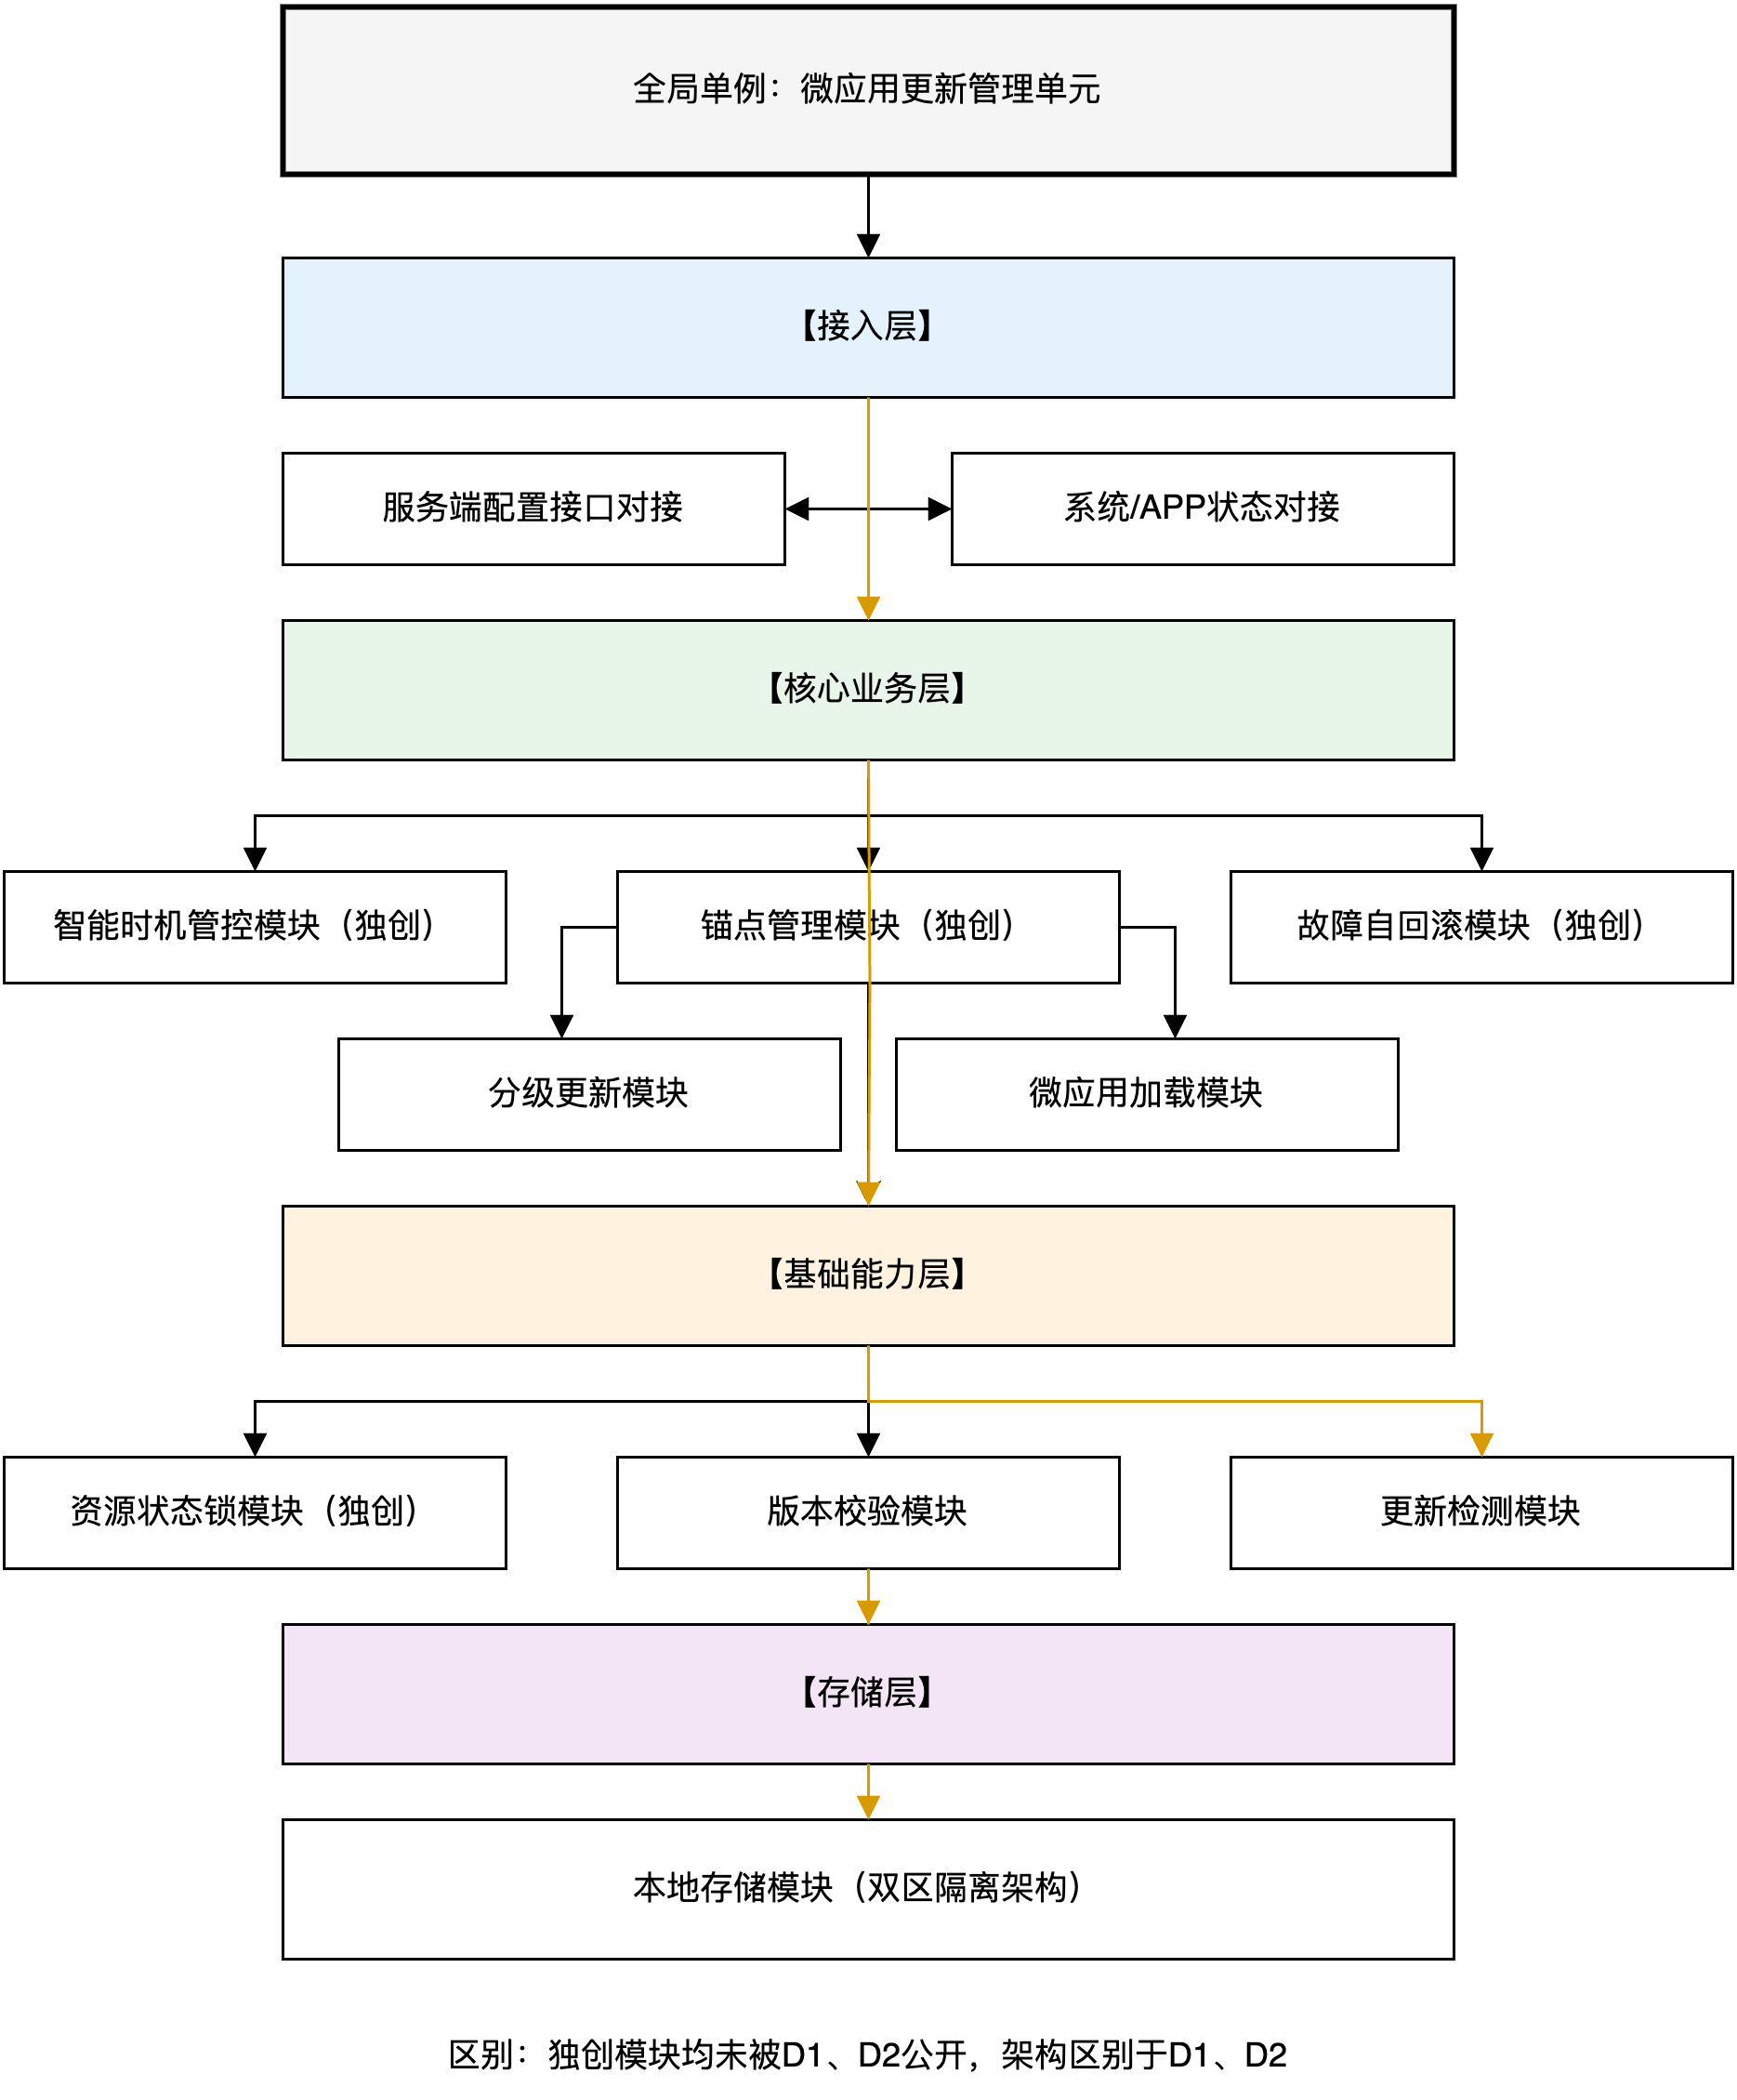 全局单例：微应用更新管理单元
【接入层】
服务端配置接口对接
系统/APP状态对接
【核心业务层】
智能时机管控模块（独创）
锚点管理模块（独创）
故障自回滚模块（独创）
分级更新模块
微应用加载模块
【基础能力层】
资源状态锁模块（独创）
版本校验模块
更新检测模块
【存储层】
本地存储模块（双区隔离架构）
区别：独创模块均未被D1、D2公开，架构区别于D1、D2